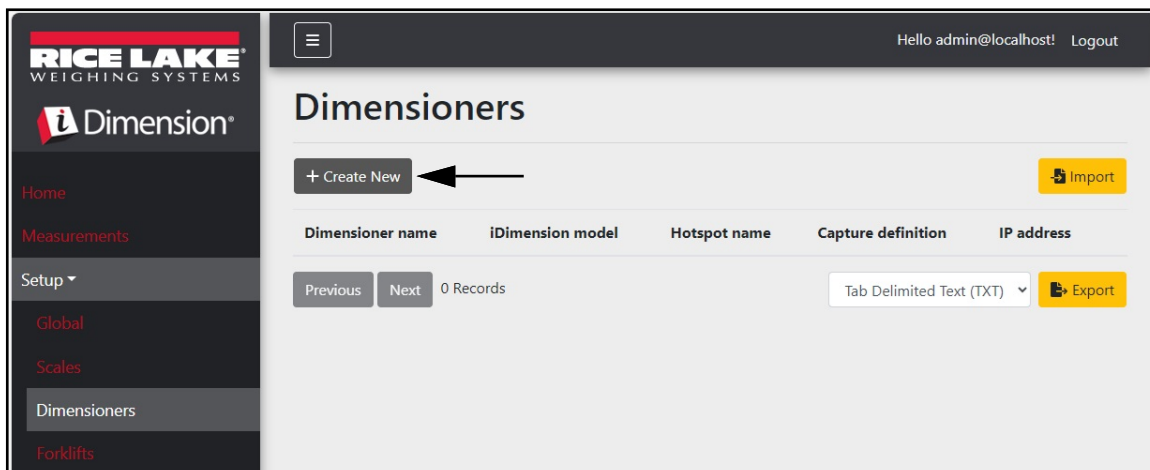 RICE LAKE®
WEIGHING SYSTEMS
i Dimension®
Home
Measurements
Setup
Global
Scales
Dimensioners
Forklifts
Hello admin@localhost! Logout
Dimensioners
+ Create New
Import
Dimensioner name iDimension model Hotspot name Capture definition IP address
Previous Next 0 Records Tab Delimited Text (TXT) Export